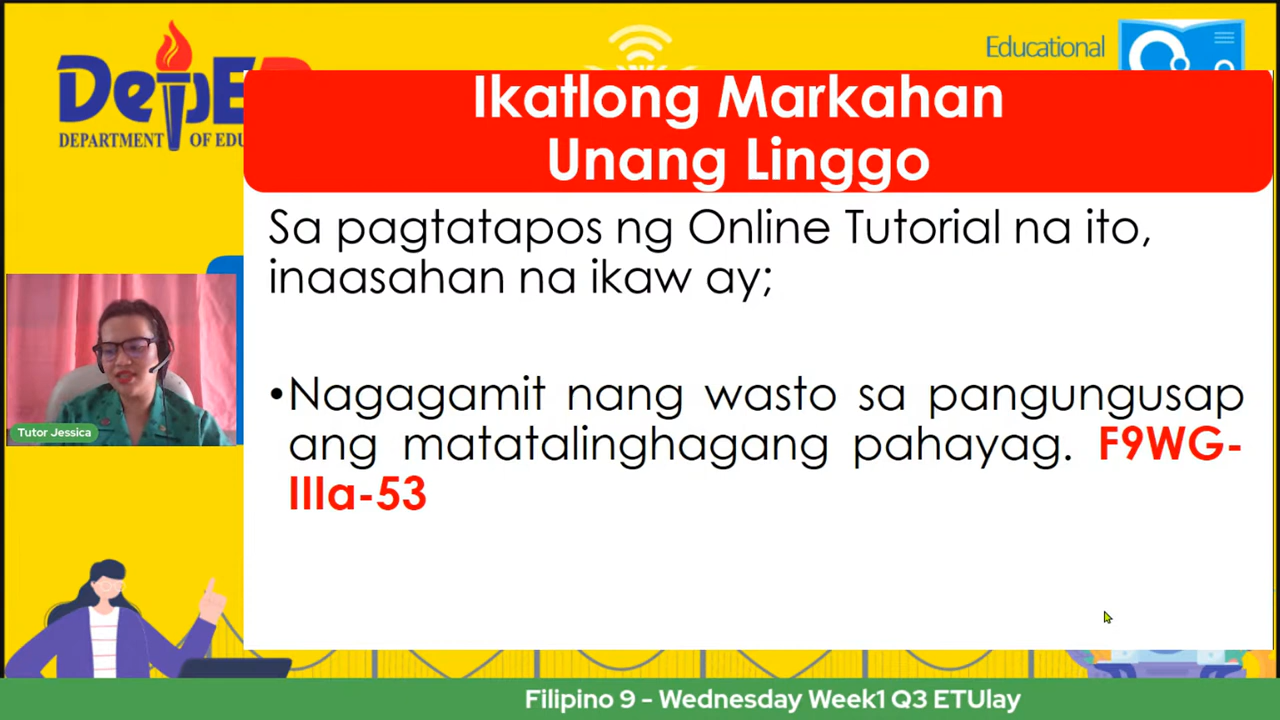 DepE
DEPARTMENT OF EDU
Educational
Ikatlong Markahan
Unang Linggo
Sa pagtatapos ng Online Tutorial na ito,
inaasahan na ikaw ay;
•Nagagamit nang wasto sa pangungusap
ang matatalinghagang pahayag. F9WG-
IIIa-53
Tutor Jessica
Filipino 9 - Wednesday Week1 Q3 ETUlay